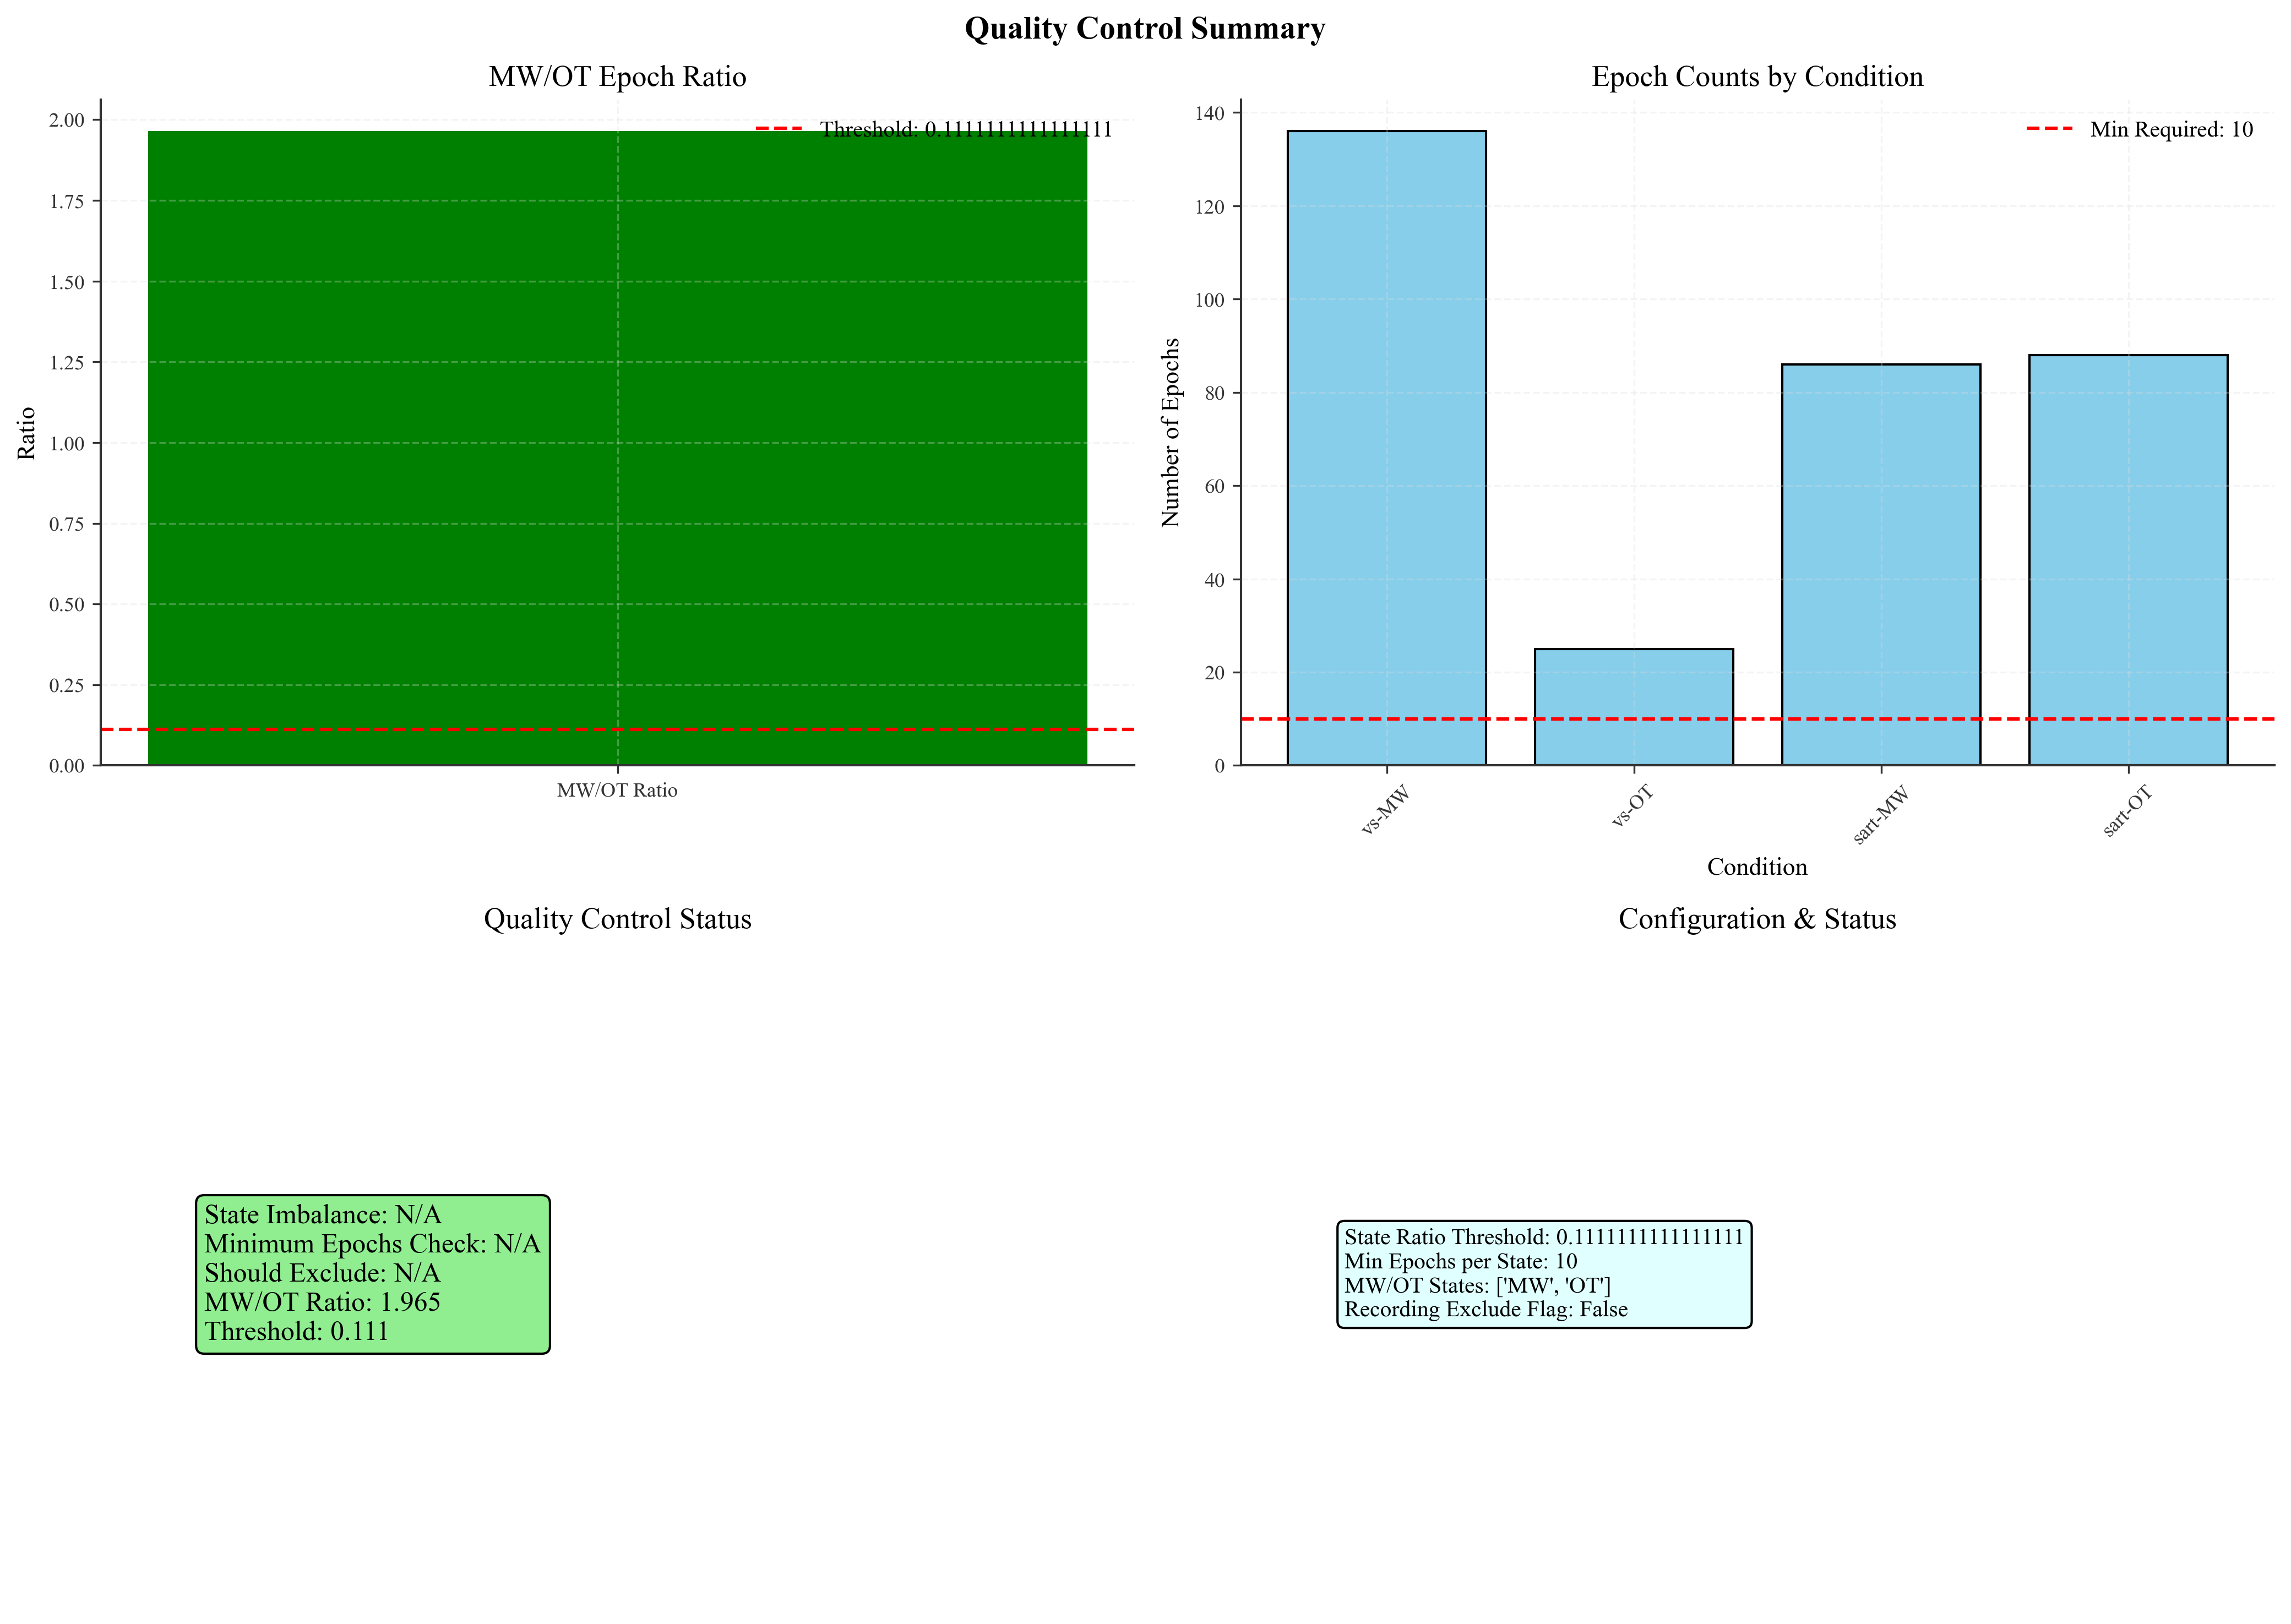 Quality Control Summary
MW/OT Epoch Ratio
Threshold: 0.1111111111111111
2.00
1.75
1.50
1.25
1.00
0.75
0.50
0.25
0.00
Ratio
MW/OT Ratio
Epoch Counts by Condition
Min Required: 10
140
120
100
80
60
40
20
0
Number of Epochs
vs-MW
vs-OT
sart-MW
sart-OT
Condition
Quality Control Status
State Imbalance: N/A
Minimum Epochs Check: N/A
Should Exclude: N/A
MW/OT Ratio: 1.965
Threshold: 0.111
Configuration & Status
State Ratio Threshold: 0.1111111111111111
Min Epochs per State: 10
MW/OT States: ['MW', 'OT']
Recording Exclude Flag: False